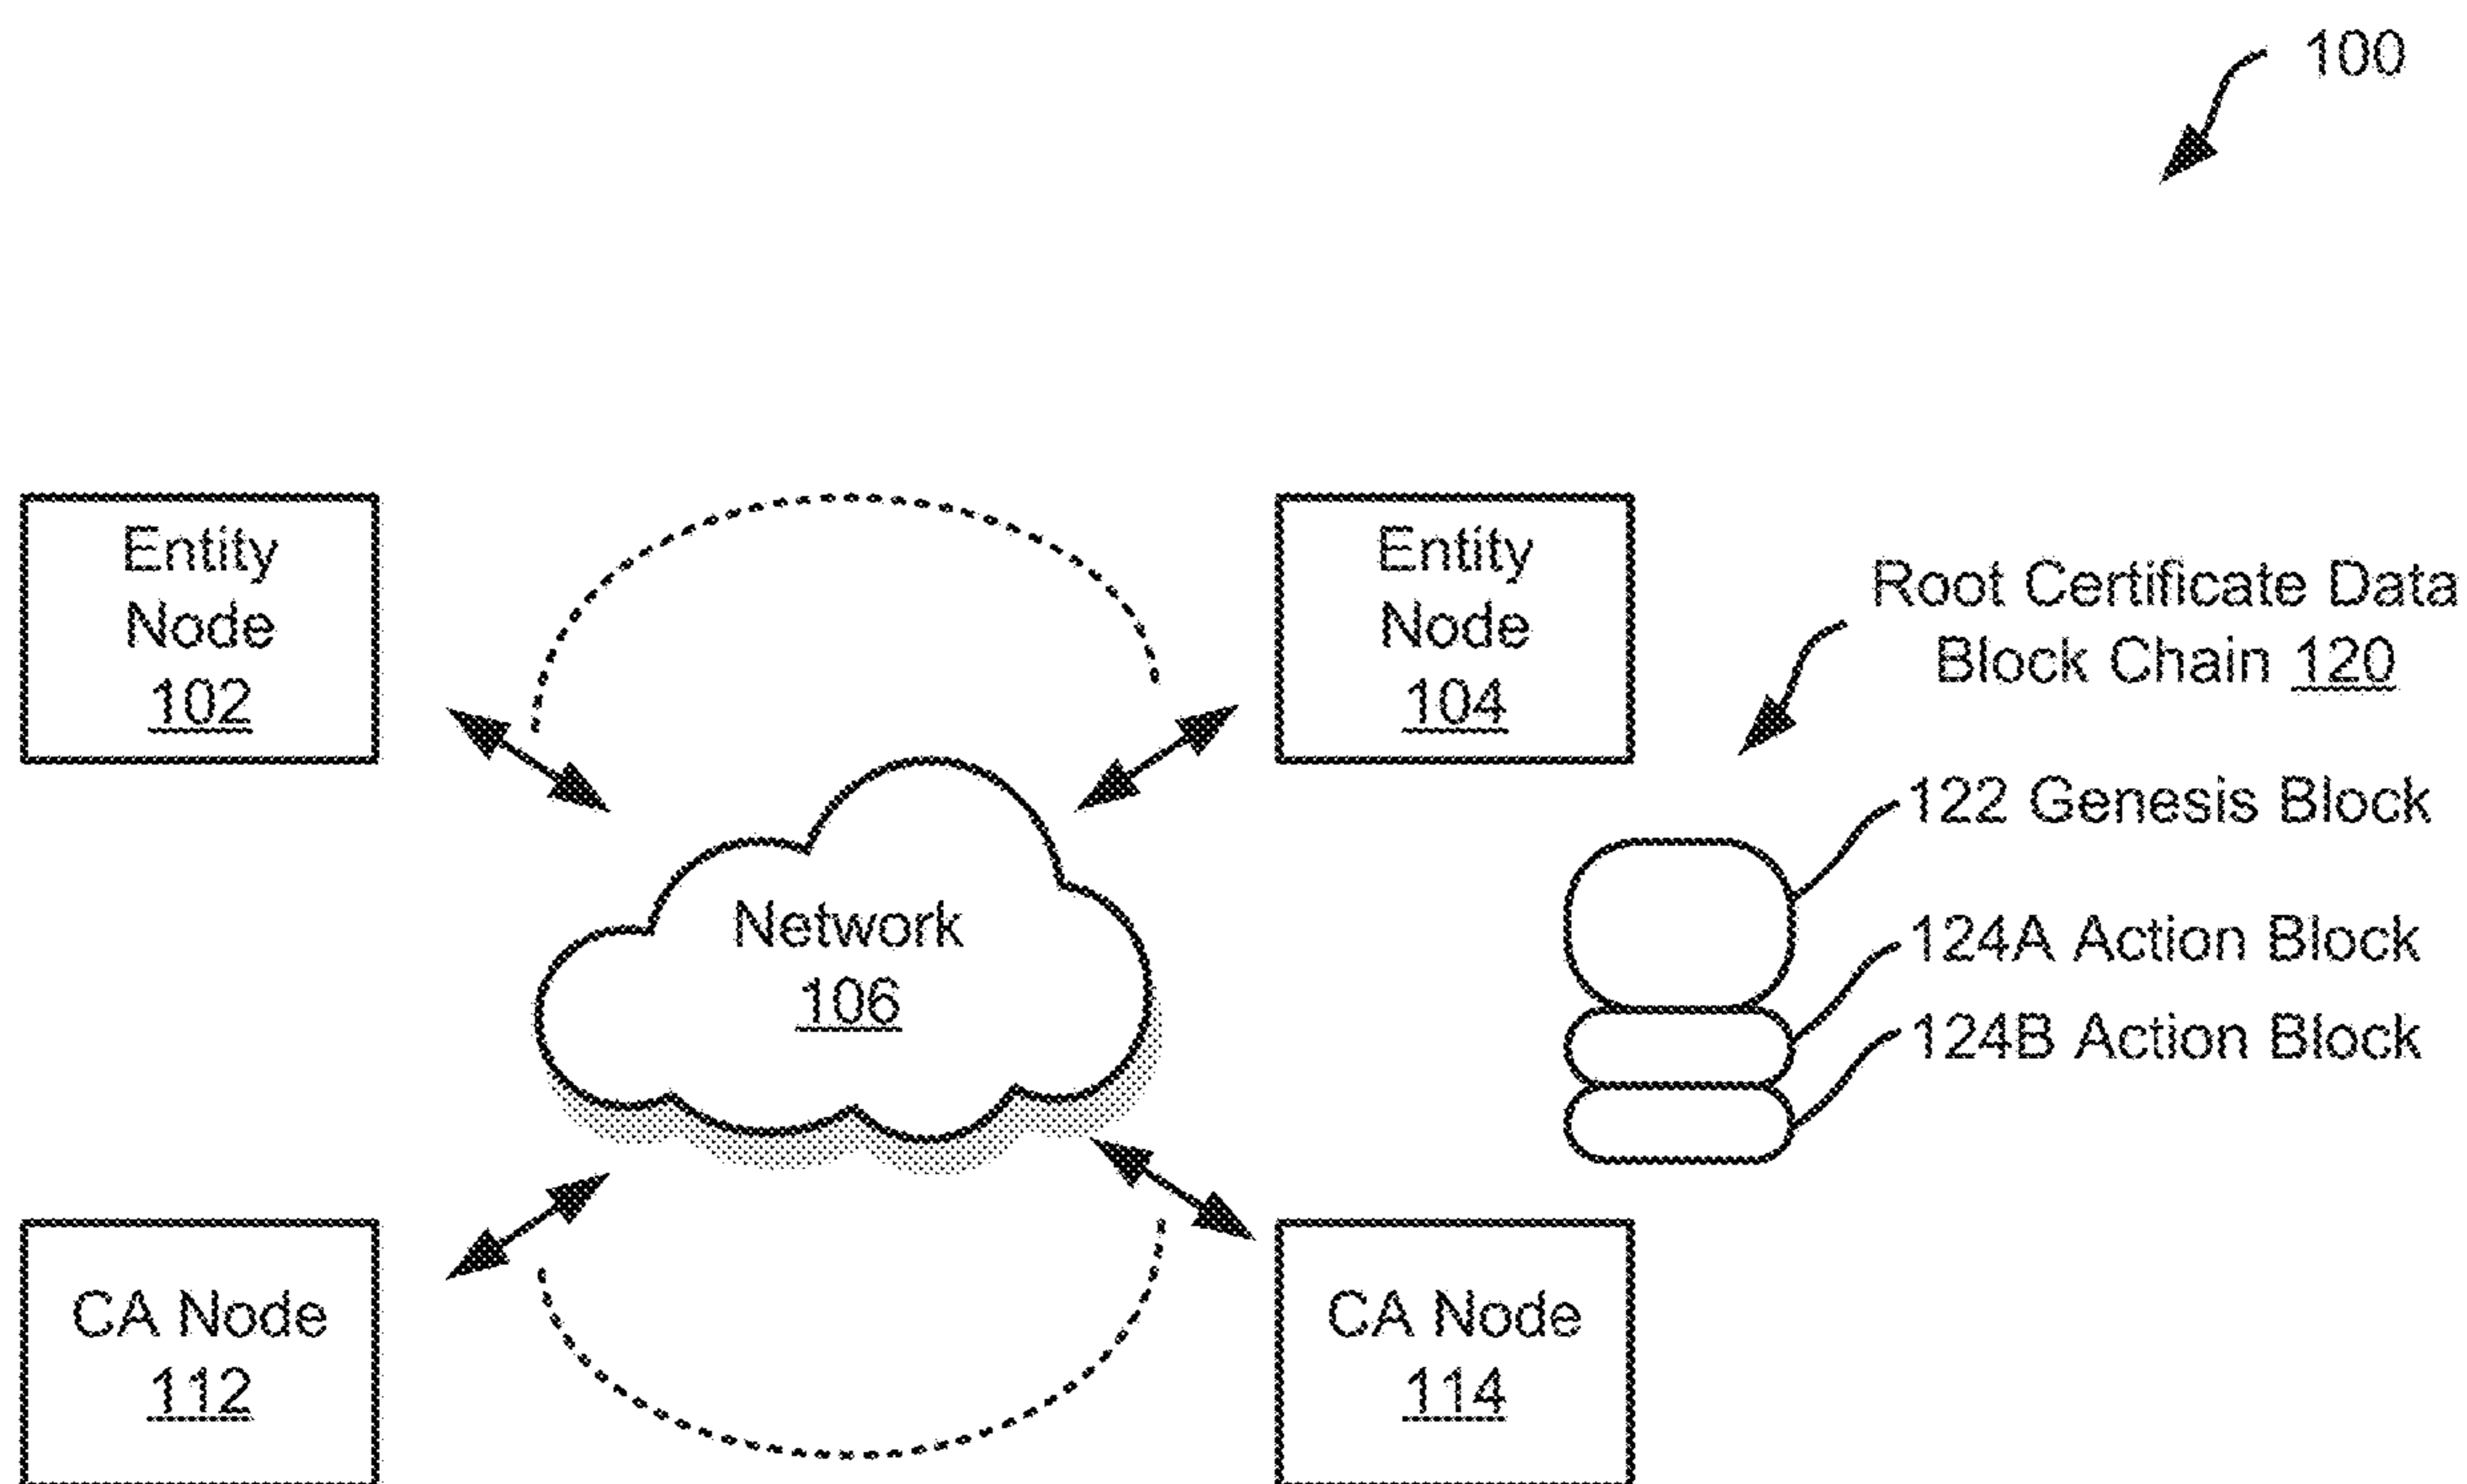 100
Entity
Node
102
Entity
Node
104
Root Certificate Data
Block Chain 120
122 Genesis Block
124A Action Block
124B Action Block
Network
106
CA Node
112
CA Node
114